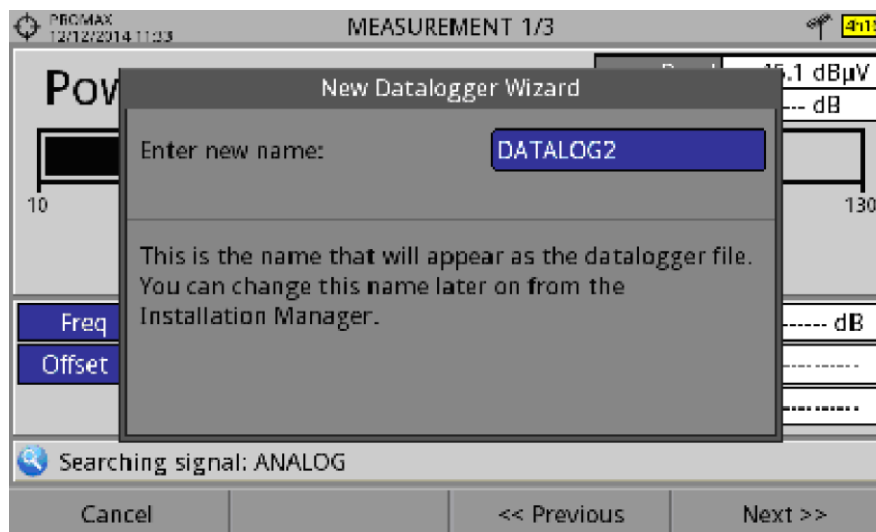 PROMAX
12/12/2014 11:33
MEASUREMENT 1/3
4h1
Pow
.1 dBµV
--- dB
New Datalogger Wizard
Enter new name:
DATALOG2
10
130
This is the name that will appear as the datalogger file.
You can change this name later on from the
Installation Manager.
Freq
Offset
------ dB
Searching signal: ANALOG
Cancel
<< Previous
Next >>